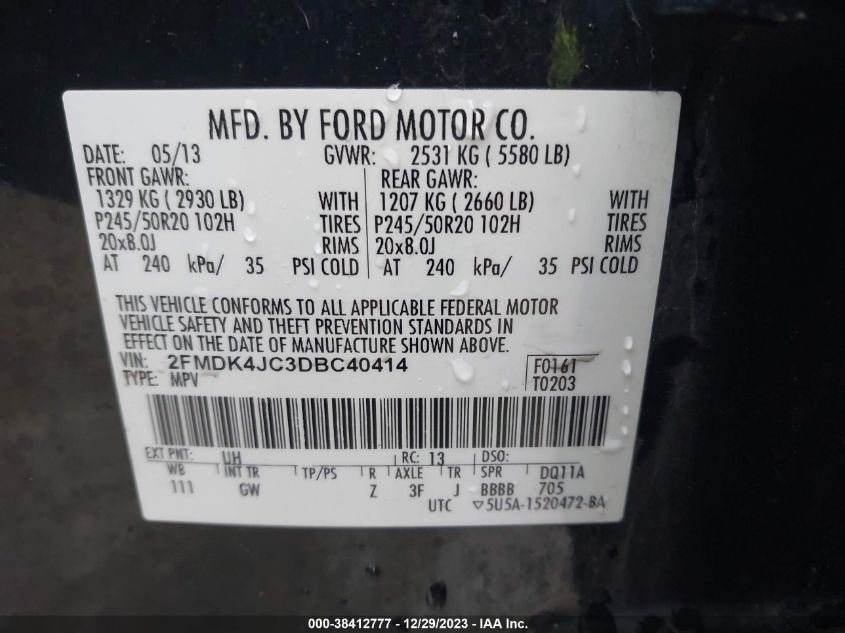 MFD. BY FORD MOTOR CO.
DATE: 05/13 GVWR: 2531 KG ( 5580 LB)
FRONT GAWR: REAR GAWR:
1329 KG ( 2930 LB) WITH 1207 KG ( 2660 LB) WITH
P245/50R20 102H TIRES P245/50R20 102H TIRES
20x8.0J RIMS 20x8.0J RIMS
AT 240 kPa/ 35 PSI COLD AT 240 kPa/ 35 PSI COLD
THIS VEHICLE CONFORMS TO ALL APPLICABLE FEDERAL MOTOR
VEHICLE SAFETY AND THEFT PREVENTION STANDARDS IN
EFFECT ON THE DATE OF MANUFACTURE SHOWN ABOVE.
VIN: 2FMDK4JC3DBC40414 F0161
TYPE: MPV T0203
EXT PNT: UH RC: 13 DSO:
WB INT TR TP/PS R AXLE TR SPR DQ11A
111 GW Z 3F J BBBB 705
UTC ▽5U5A-1520472-BA
000-38412777 - 12/29/2023 - IAA Inc.